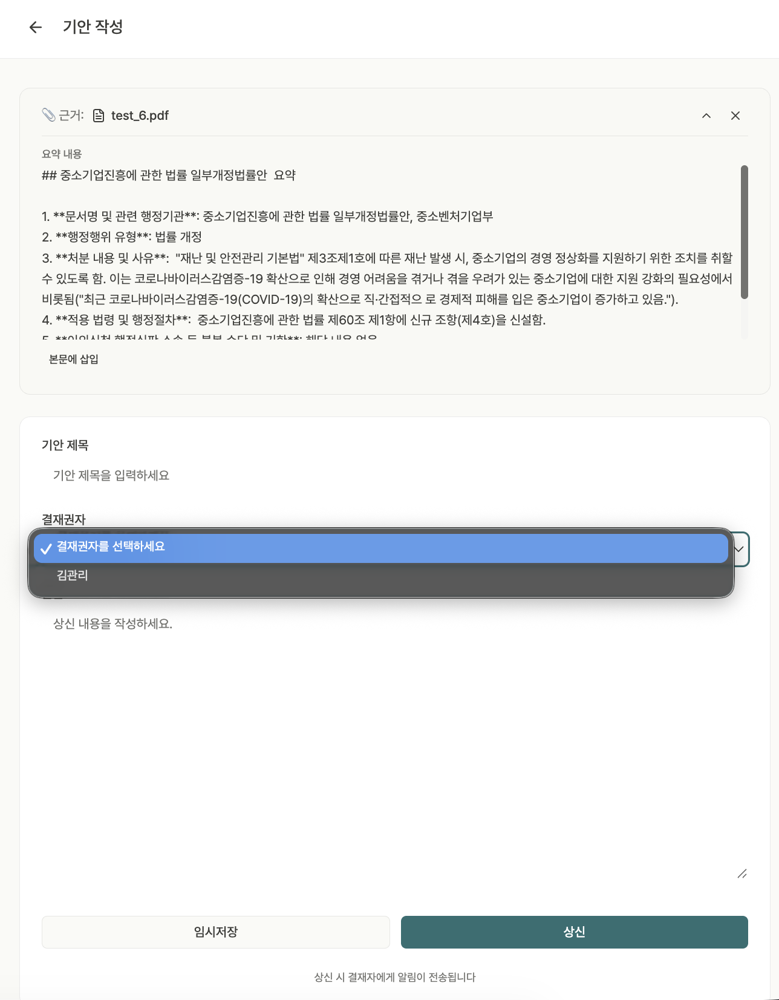 기안 작성
근거: test_6.pdf
요약 내용
## 중소기업진흥에 관한 법률 일부개정법률안  요약
1. **문서명 및 관련 행정기관**: 중소기업진흥에 관한 법률 일부개정법률안, 중소벤처기업부
2. **행정행위 유형**: 법률 개정
3. **처분 내용 및 사유**:  "재난 및 안전관리 기본법" 제3조제1호에 따른 재난 발생 시, 중소기업의 경영 정상화를 지원하기 위한 조치를 취할
수 있도록 함. 이는 코로나바이러스감염증-19 확산으로 인해 경영 어려움을 겪거나 겪을 우려가 있는 중소기업에 대한 지원 강화의 필요성에서
비롯됨("최근 코로나바이러스감염증-19(COVID-19)의 확산으로 직·간접적으 로 경제적 피해를 입은 중소기업이 증가하고 있음.").
4. **적용 법령 및 행정절차**:  중소기업진흥에 관한 법률 제60조 제1항에 신규 조항(제4호)을 신설함.
본문에 삽입
기안 제목
기안 제목을 입력하세요
결재권자
결재권자를 선택하세요
김관리
상신 내용을 작성하세요.
임시저장
상신
상신 시 결재자에게 알림이 전송됩니다